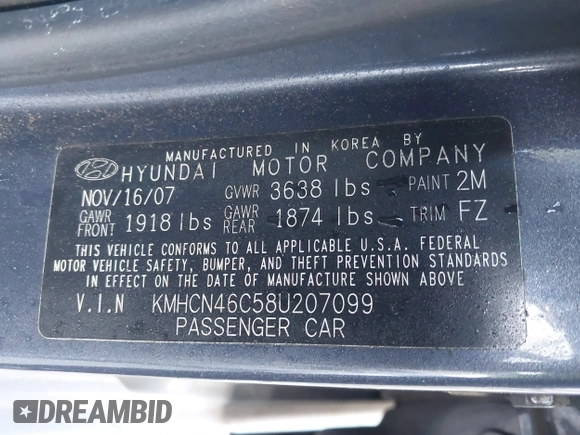 MANUFACTURED IN KOREA BY
HYUNDAI MOTOR COMPANY
NOV/16/07 GVWR 3638 lbs PAINT 2M
GAWR FRONT 1918 lbs GAWR REAR 1874 lbs TRIM FZ
THIS VEHICLE CONFORMS TO ALL APPLICABLE U.S.A. FEDERAL
MOTOR VEHICLE SAFETY, BUMPER, AND THEFT PREVENTION STANDARDS
IN EFFECT ON THE DATE OF MANUFACTURE SHOWN ABOVE
V.I.N KMHCN46C58U207099
PASSENGER CAR
DREAMBID